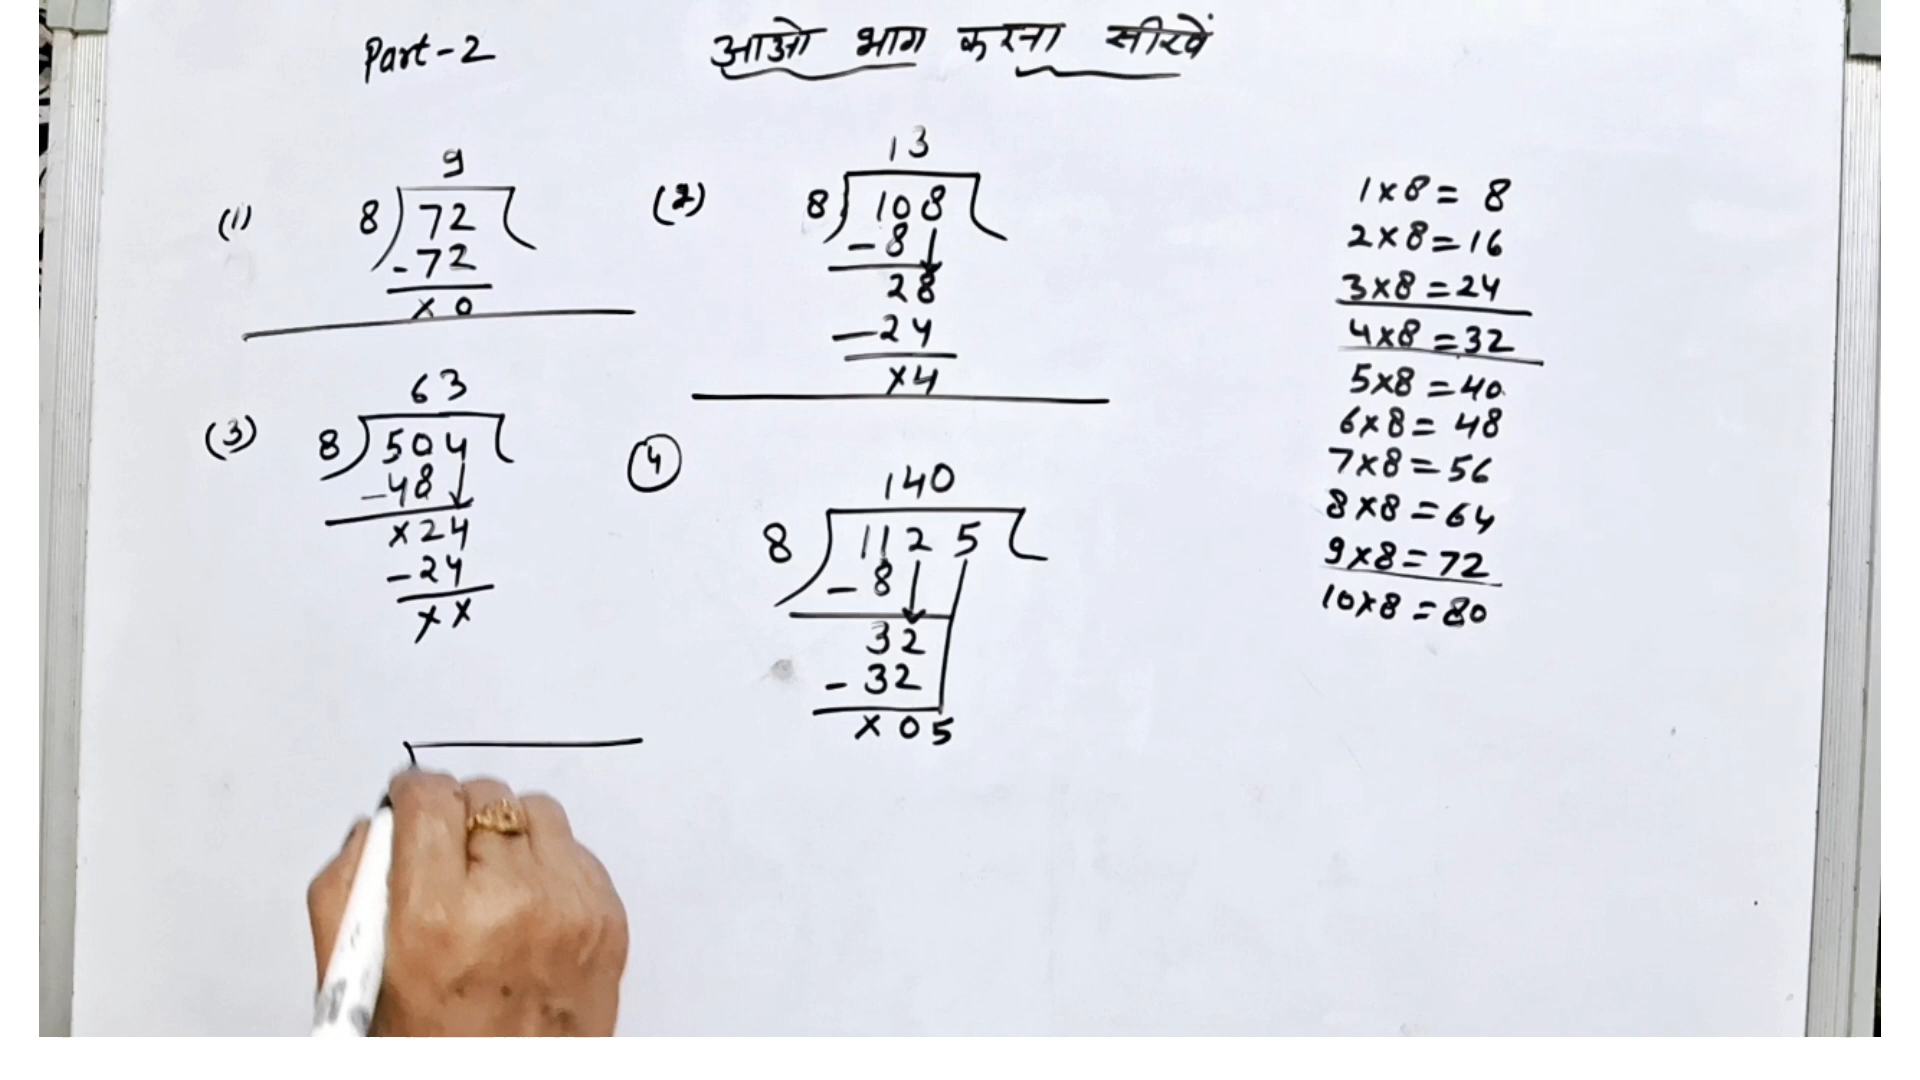 Part-2
आओ भाग करना सीखें
(1)
9
8)72(
-72
x0
(2)
13
8)108(
-8
28
-24
x4
(3)
63
8)504(
-48
x24
-24
xx
4
140
8)1125(
-8
32
-32
x05
1x8= 8
2x8=16
3x8=24
4x8=32
5x8=40
6x8= 48
7x8=56
8x8=64
9x8=72
10x8=80